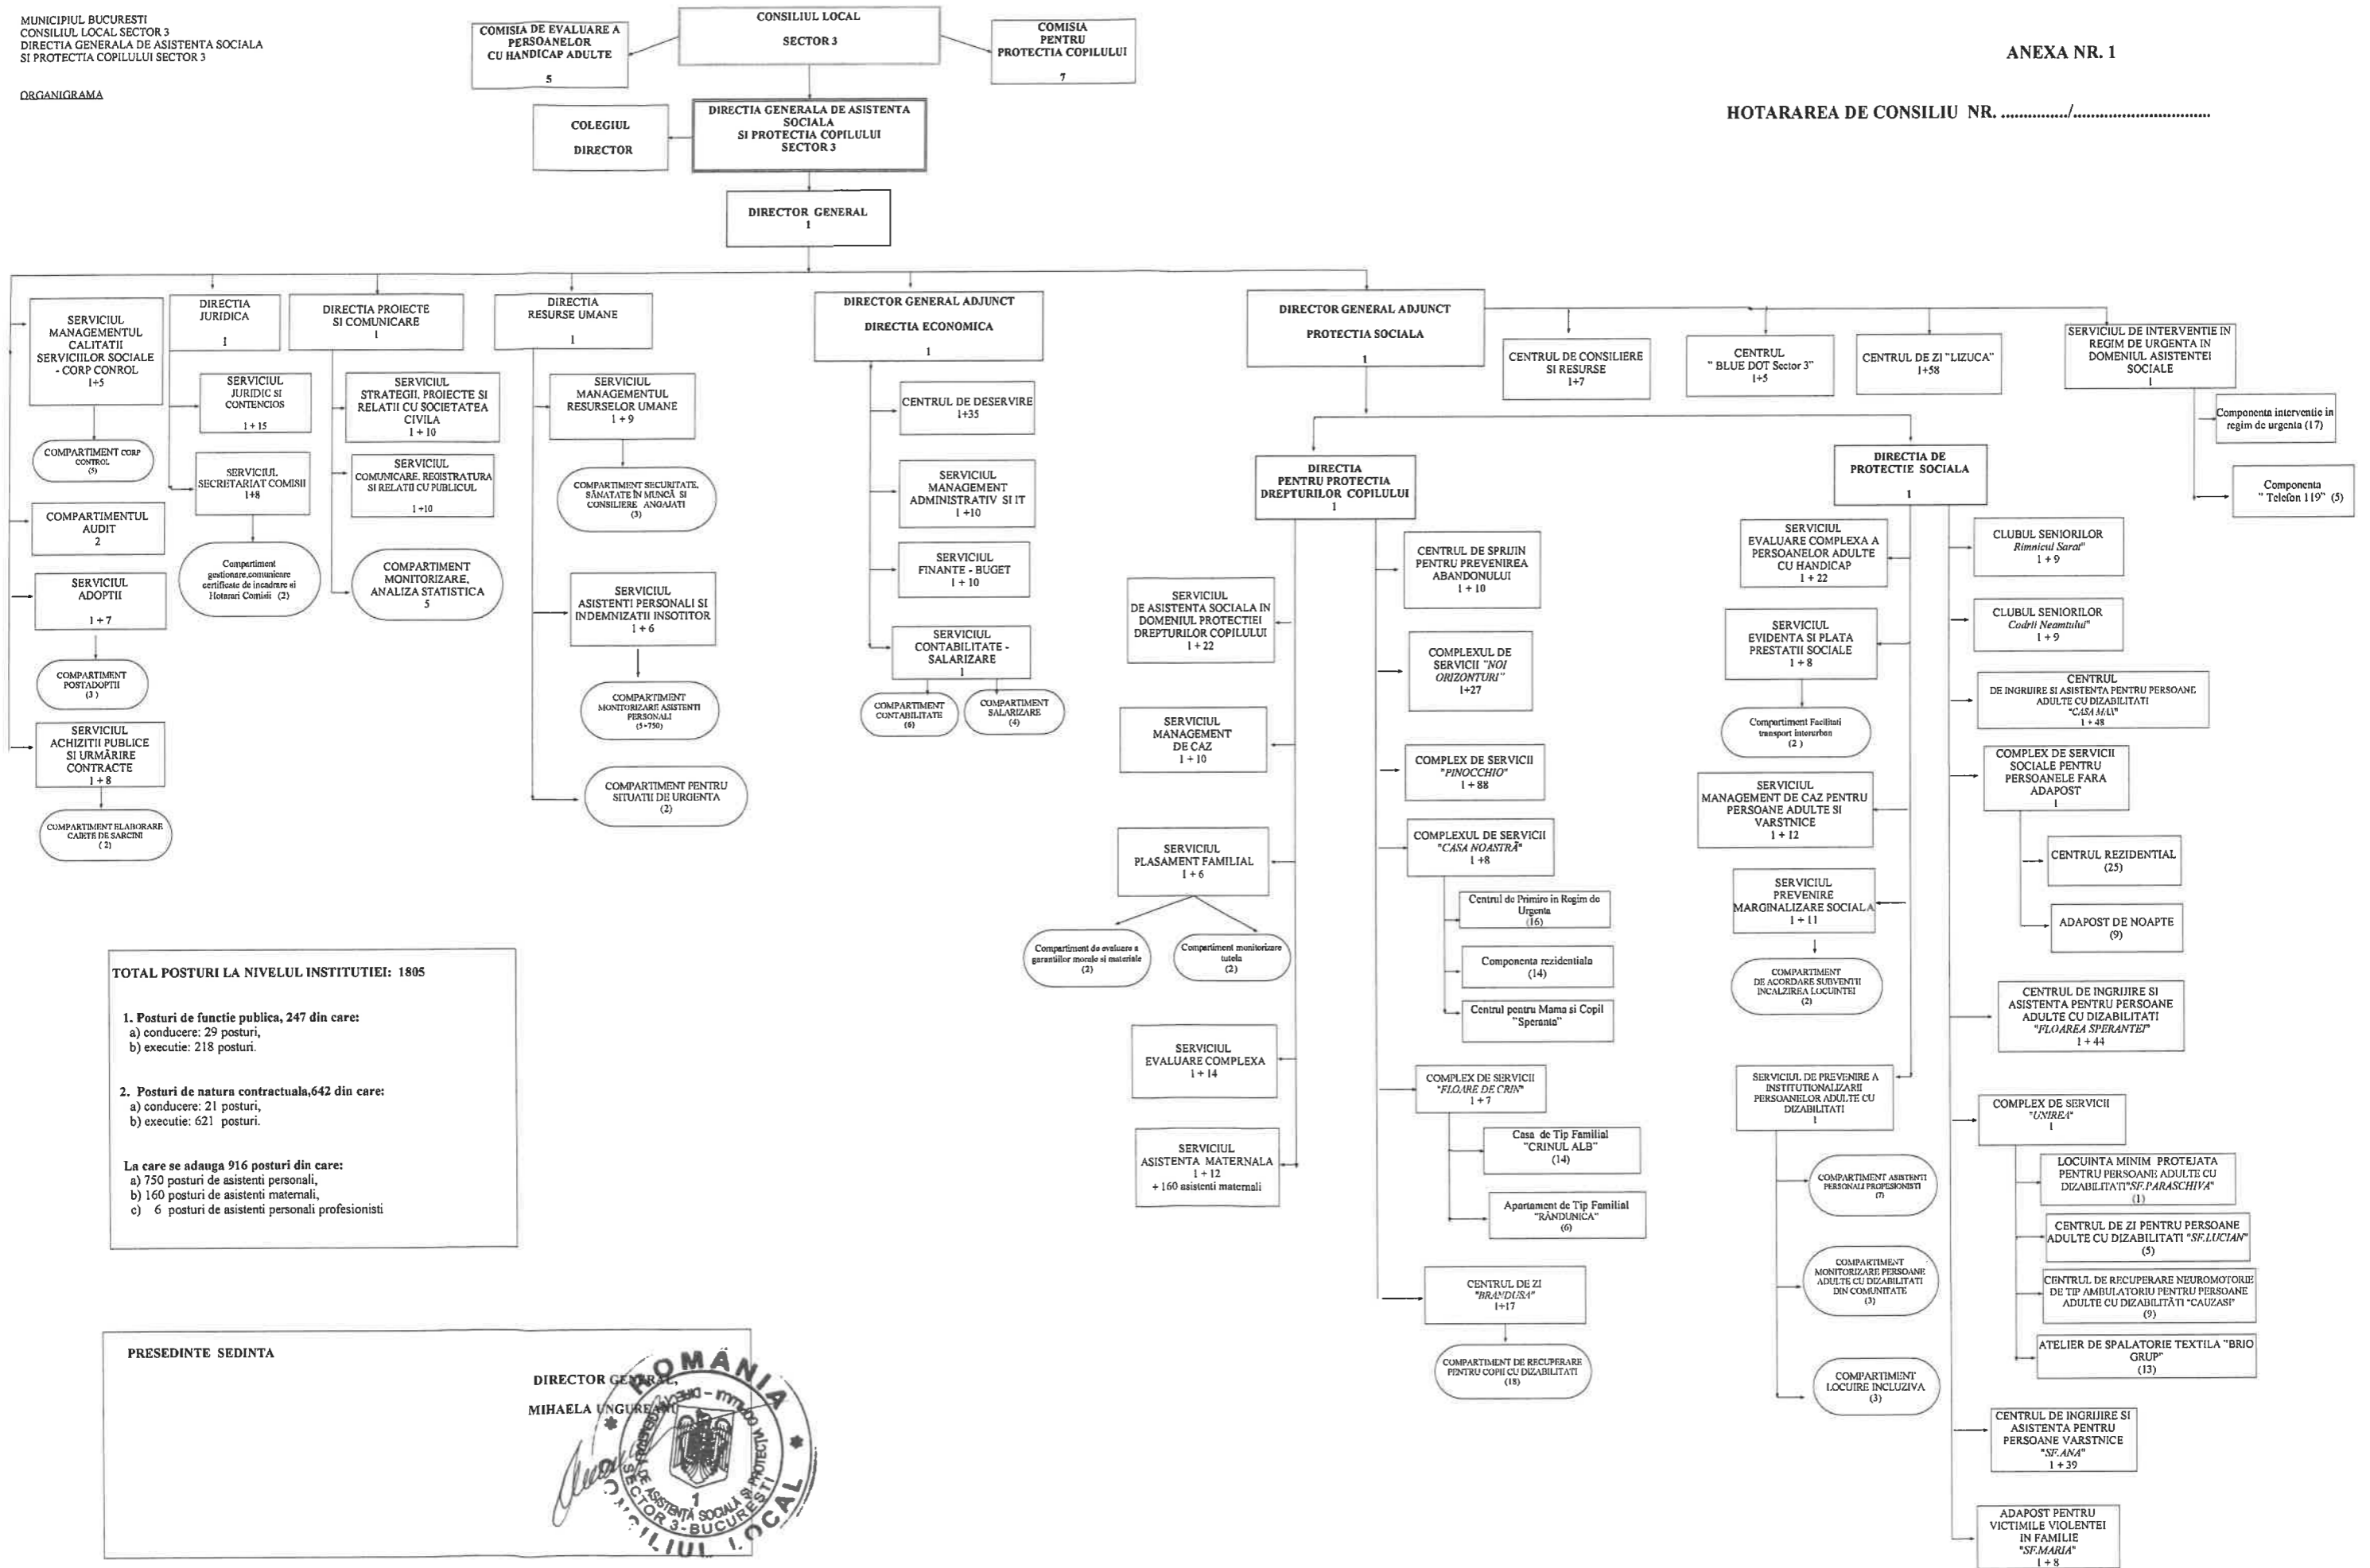 MUNICIPIUL BUCURESTI
CONSILIUL LOCAL SECTOR 3
DIRECTIA GENERALA DE ASISTENTA SOCIALA
SI PROTECTIA COPILULUI SECTOR 3
ORGANIGRAMA
COMISIA DE EVALUARE A
PERSOANELOR
CU HANDICAP ADULTE
5
CONSILIUL LOCAL
SECTOR 3
COMISIA
PENTRU
PROTECTIA COPILULUI
7
ANEXA NR. 1
HOTARAREA DE CONSILIU NR. .............../...............................
COLEGIUL
DIRECTOR
DIRECTIA GENERALA DE ASISTENTA
SOCIALA
SI PROTECTIA COPILULUI
SECTOR 3
DIRECTOR GENERAL
1
SERVICIUL
MANAGEMENTUL
CALITATII
SERVICIILOR SOCIALE
- CORP CONROL
1+5
COMPARTIMENT CORP
CONTROL
(5)
COMPARTIMENTUL
AUDIT
2
SERVICIUL
ADOPTII
1 + 7
COMPARTIMENT
POSTADOPTII
(3 )
SERVICIUL
ACHIZITII PUBLICE
SI URMĂRIRE
CONTRACTE
1 + 8
COMPARTIMENT ELABORARE
CAIETE DE SARCINI
( 2)
DIRECTIA
JURIDICA
1
SERVICIUL
JURIDIC SI
CONTENCIOS
1 + 15
SERVICIUL
SECRETARIAT COMISII
1+8
Compartiment
gestionare,comunicare
certificate de incadrare si
Hotarari Comisii (2)
DIRECTIA PROIECTE
SI COMUNICARE
1
SERVICIUL
STRATEGII, PROIECTE SI
RELATII CU SOCIETATEA
CIVILA
1 + 10
SERVICIUL
COMUNICARE, REGISTRATURA
SI RELATII CU PUBLICUL
1 +10
COMPARTIMENT
MONITORIZARE,
ANALIZA STATISTICA
5
DIRECTIA
RESURSE UMANE
1
SERVICIUL
MANAGEMENTUL
RESURSELOR UMANE
1 + 9
COMPARTIMENT SECURITATE,
SĂNATATE ÎN MUNCĂ SI
CONSILIERE ANGAJATI
(3)
SERVICIUL
ASISTENTI PERSONALI SI
INDEMNIZATII INSOTITOR
1 + 6
COMPARTIMENT
MONITORIZARE ASISTENTI
PERSONALI
(5+750)
COMPARTIMENT PENTRU
SITUATII DE URGENTA
(2)
DIRECTOR GENERAL ADJUNCT
DIRECTIA ECONOMICA
1
CENTRUL DE DESERVIRE
1+35
SERVICIUL
MANAGEMENT
ADMINISTRATIV SI IT
1 +10
SERVICIUL
FINANTE - BUGET
1 + 10
SERVICIUL
CONTABILITATE -
SALARIZARE
1
COMPARTIMENT
CONTABILITATE
(6)
COMPARTIMENT
SALARIZARE
(4)
DIRECTOR GENERAL ADJUNCT
PROTECTIA SOCIALA
1
CENTRUL DE CONSILIERE
SI RESURSE
1+7
CENTRUL
" BLUE DOT Sector 3"
1+5
CENTRUL DE ZI "LIZUCA"
1+58
SERVICIUL DE INTERVENTIE IN
REGIM DE URGENTA IN
DOMENIUL ASISTENTEI
SOCIALE
1
Componenta interventie in
regim de urgenta (17)
Componenta
" Telefon 119" (5)
DIRECTIA
PENTRU PROTECTIA
DREPTURILOR COPILULUI
1
SERVICIUL
DE ASISTENTA SOCIALA IN
DOMENIUL PROTECTIEI
DREPTURILOR COPILULUI
1 + 22
SERVICIUL
MANAGEMENT
DE CAZ
1 + 10
SERVICIUL
PLASAMENT FAMILIAL
1 + 6
Compartiment de evaluare a
garantiilor morale si materiale
(2)
Compartiment monitorizare
tutela
(2)
SERVICIUL
EVALUARE COMPLEXA
1 + 14
SERVICIUL
ASISTENTA MATERNALA
1 + 12
+ 160 asistenti maternali
CENTRUL DE SPRIJIN
PENTRU PREVENIREA
ABANDONULUI
1 + 10
COMPLEXUL DE
SERVICII "NOI
ORIZONTURI"
1+27
COMPLEX DE SERVICII
"PINOCCHIO"
1 + 88
COMPLEXUL DE SERVICII
"CASA NOASTRĂ"
1 +8
Centrul de Primire in Regim de
Urgenta
(16)
Componenta rezidentiala
(14)
Centrul pentru Mama si Copil
"Speranta"
COMPLEX DE SERVICII
"FLOARE DE CRIN"
1 + 7
Casa de Tip Familial
"CRINUL ALB"
(14)
Apartament de Tip Familial
"RÂNDUNICA"
(6)
CENTRUL DE ZI
"BRANDUSA"
1+17
COMPARTIMENT DE RECUPERARE
PENTRU COPII CU DIZABILITATI
(18)
DIRECTIA DE
PROTECTIE SOCIALA
1
SERVICIUL
EVALUARE COMPLEXA A
PERSOANELOR ADULTE
CU HANDICAP
1 + 22
SERVICIUL
EVIDENTA SI PLATA
PRESTATII SOCIALE
1 + 8
Compartiment Facilitati
transport interurban
(2 )
SERVICIUL
MANAGEMENT DE CAZ PENTRU
PERSOANE ADULTE SI
VARSTNICE
1 + 12
SERVICIUL
PREVENIRE
MARGINALIZARE SOCIALA
1 + 11
COMPARTIMENT
DE ACORDARE SUBVENTII
INCALZIREA LOCUINTEI
(2)
SERVICIUL DE PREVENIRE A
INSTITUTIONALIZARII
PERSOANELOR ADULTE CU
DIZABILITATI
1
COMPARTIMENT ASISTENTI
PERSONALI PROFESIONISTI
(7)
COMPARTIMENT
MONITORIZARE PERSOANE
ADULTE CU DIZABILITATI
DIN COMUNITATE
(3)
COMPARTIMENT
LOCUIRE INCLUZIVA
(3)
CLUBUL SENIORILOR
Rimnicul Sarat"
1 + 9
CLUBUL SENIORILOR
Codrii Neamtului"
1 + 9
CENTRUL
DE INGRIJIRE SI ASISTENTA PENTRU PERSOANE
ADULTE CU DIZABILITATI
"CASA MAX"
1 + 48
COMPLEX DE SERVICII
SOCIALE PENTRU
PERSOANELE FARA
ADAPOST
1
CENTRUL REZIDENTIAL
(25)
ADAPOST DE NOAPTE
(9)
CENTRUL DE INGRIJIRE SI
ASISTENTA PENTRU PERSOANE
ADULTE CU DIZABILITATI
"FLOAREA SPERANTEI"
1 + 44
COMPLEX DE SERVICII
"UNIREA"
1
LOCUINTA MINIM PROTEJATA
PENTRU PERSOANE ADULTE CU
DIZABILITATI"SF.PARASCHIVA"
(1)
CENTRUL DE ZI PENTRU PERSOANE
ADULTE CU DIZABILITATI "SF.LUCIAN"
(5)
CENTRUL DE RECUPERARE NEUROMOTORIE
DE TIP AMBULATORIU PENTRU PERSOANE
ADULTE CU DIZABILITĂTI "CAUZASI"
(9)
ATELIER DE SPALATORIE TEXTILA "BRIO
GRUP"
(13)
CENTRUL DE INGRIJIRE SI
ASISTENTA PENTRU
PERSOANE VARSTNICE
"SF.ANA"
1 + 39
ADAPOST PENTRU
VICTIMILE VIOLENTEI
IN FAMILIE
"SF.MARIA"
1 + 8
TOTAL POSTURI LA NIVELUL INSTITUTIEI: 1805
1. Posturi de functie publica, 247 din care:
a) conducere: 29 posturi,
b) executie: 218 posturi.
2. Posturi de natura contractuala,642 din care:
a) conducere: 21 posturi,
b) executie: 621 posturi.
La care se adauga 916 posturi din care:
a) 750 posturi de asistenti personali,
b) 160 posturi de asistenti maternali,
c) 6 posturi de asistenti personali profesionisti
PRESEDINTE SEDINTA
DIRECTOR GENERAL,
MIHAELA UNGUREANU
ROMÂNIA
CONSILIUL LOCAL
DE ASISTENȚĂ SOCIALĂ ȘI PROTECȚIA COPILULUI
SECTOR 3-BUCUREȘTI
1